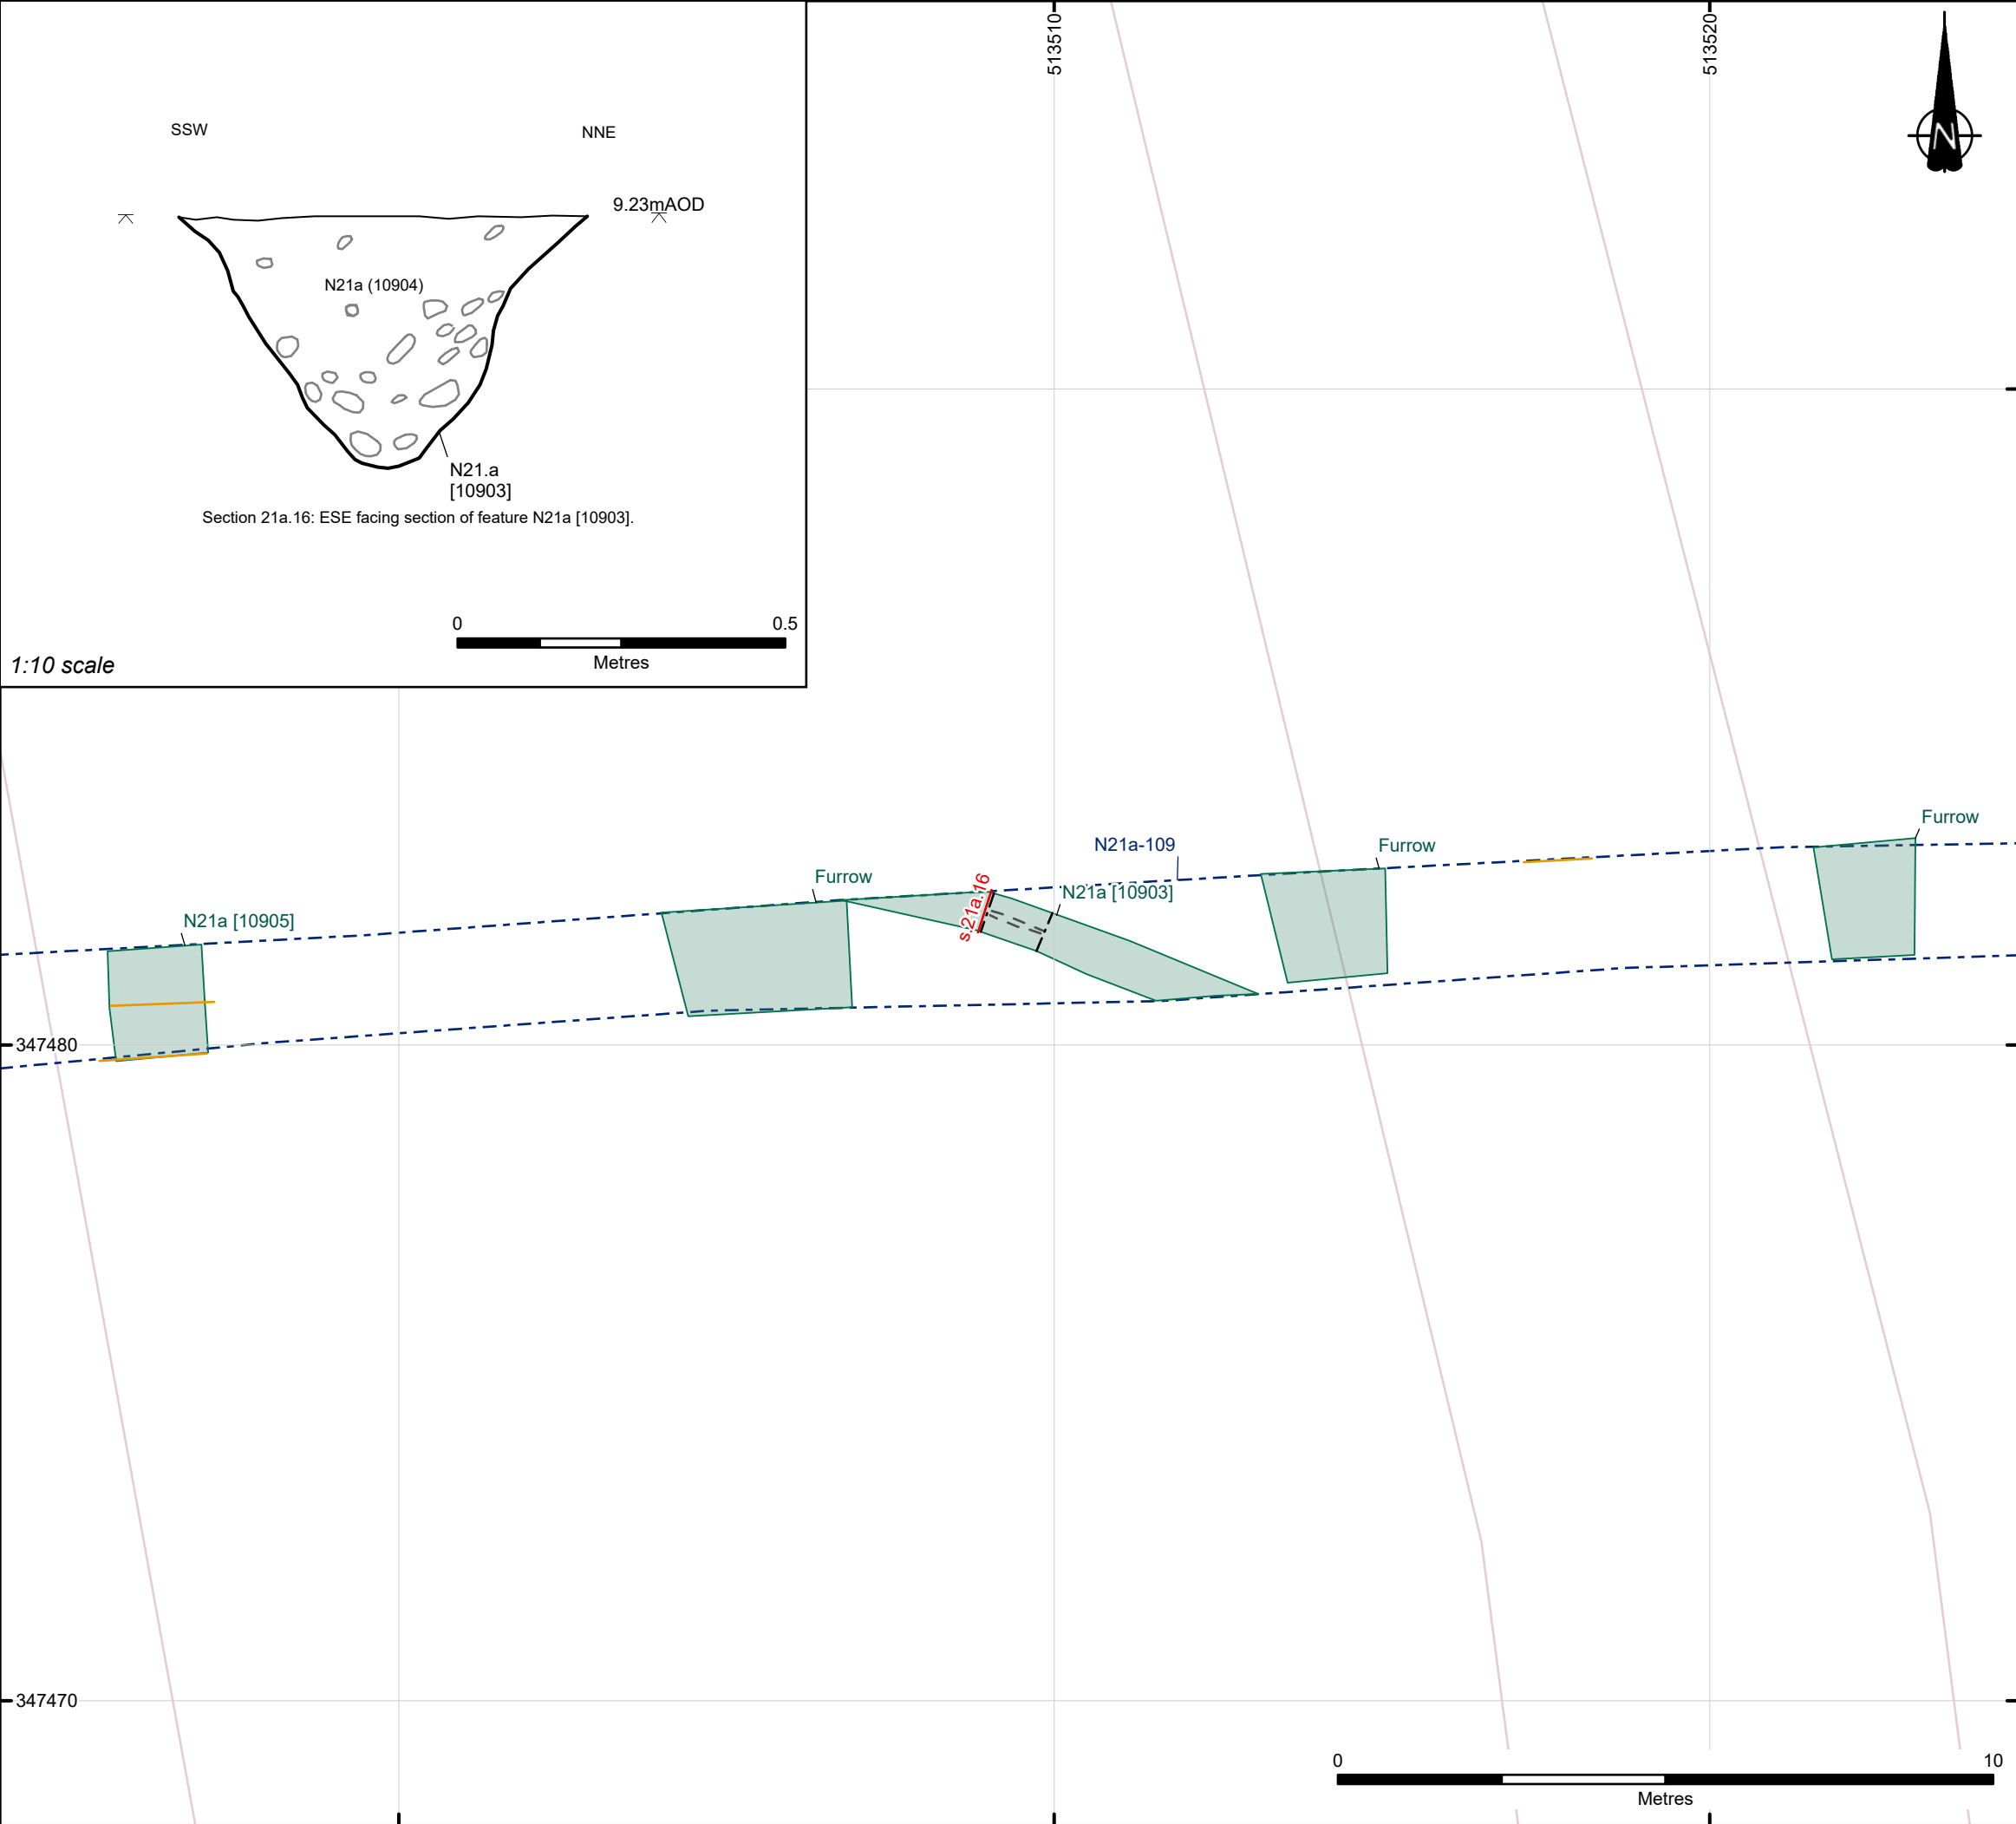 SSW
NNE
9.23mAOD
N21a (10904)
N21.a
[10903]
Section 21a.16: ESE facing section of feature N21a [10903].
0
0.5
Metres
1:10 scale
513510
513520
N
Furrow
Furrow
N21a-109
Furrow
N21a [10903]
s.21a.16
N21a [10905]
347480
347470
0
10
Metres